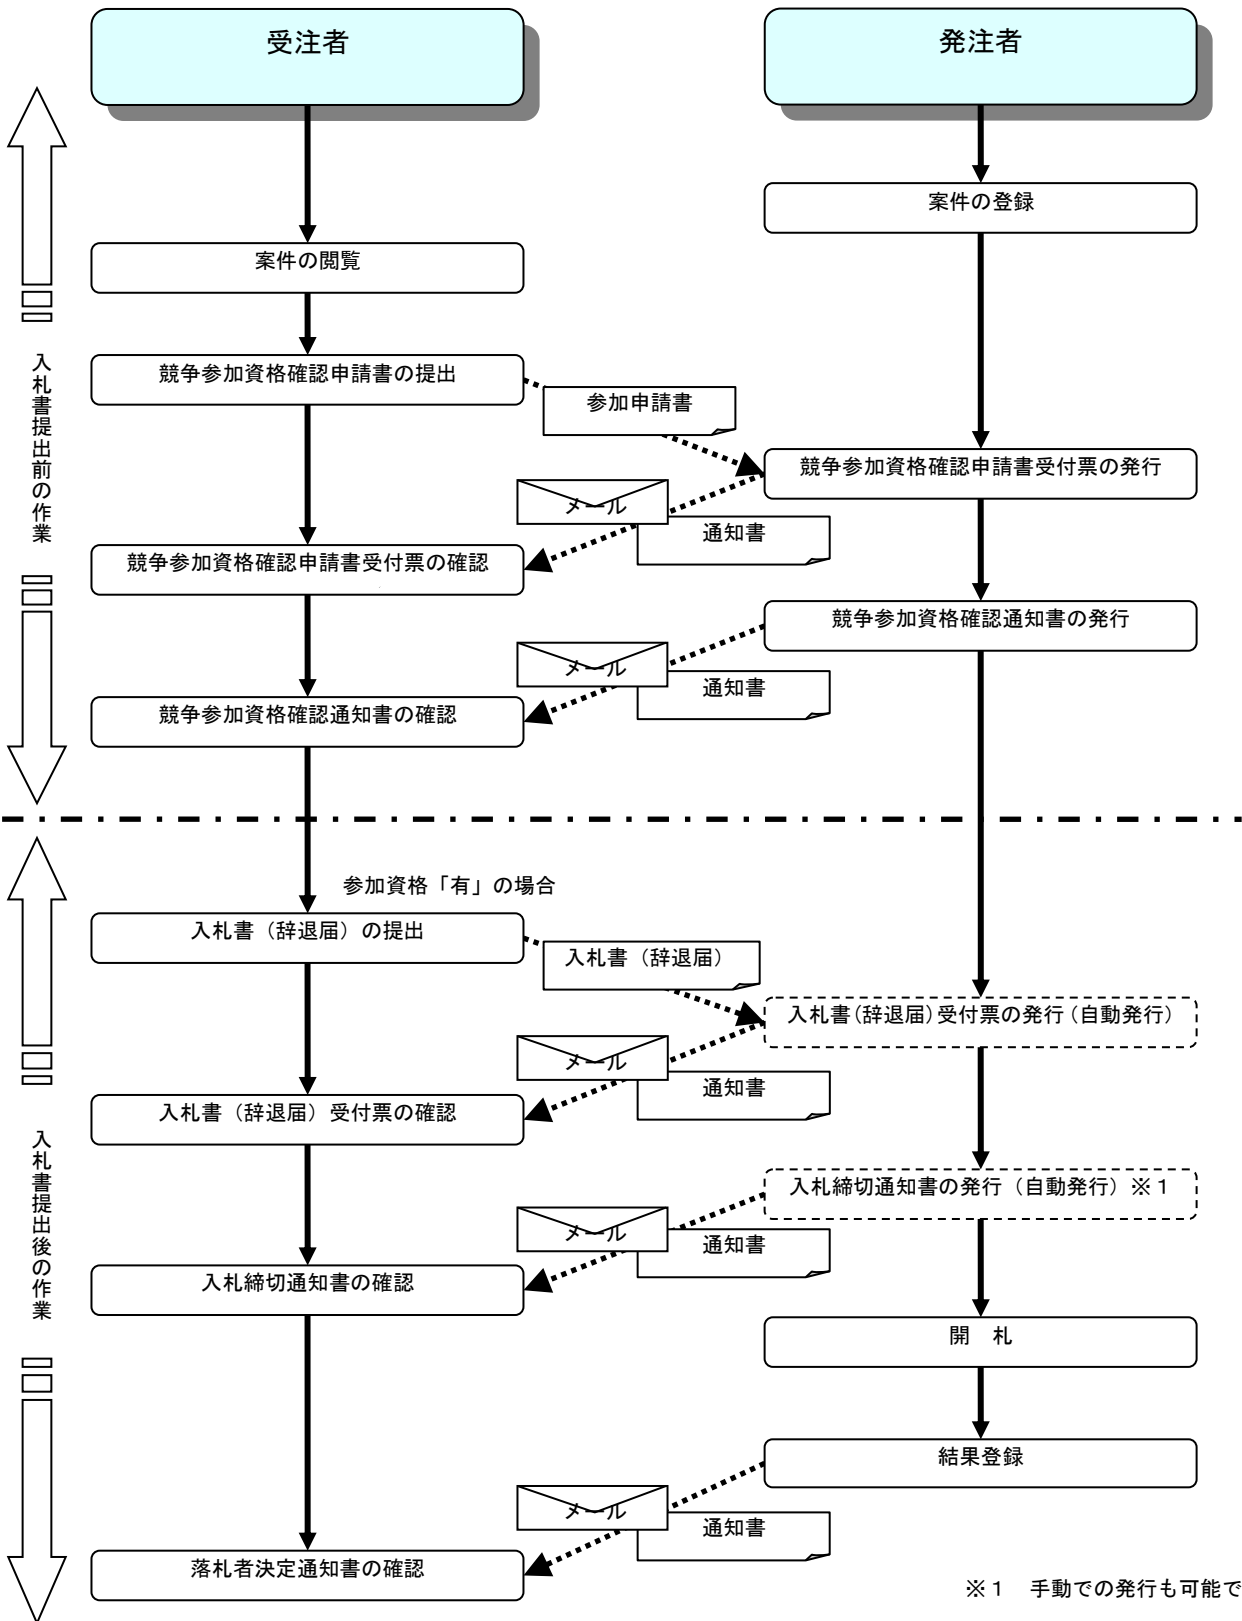 受注者
発注者
案件の登録
案件の閲覧
入札書提出前の作業
競争参加資格確認申請書の提出
参加申請書
競争参加資格確認申請書受付票の発行
メール
通知書
競争参加資格確認申請書受付票の確認
競争参加資格確認通知書の発行
メール
通知書
競争参加資格確認通知書の確認
参加資格「有」の場合
入札書（辞退届）の提出
入札書（辞退届）
入札書（辞退届）受付票の発行（自動発行）
メール
通知書
入札書（辞退届）受付票の確認
入札書提出後の作業
入札締切通知書の発行（自動発行）※１
メール
通知書
入札締切通知書の確認
開　札
結果登録
メール
通知書
落札者決定通知書の確認
※１　手動での発行も可能で